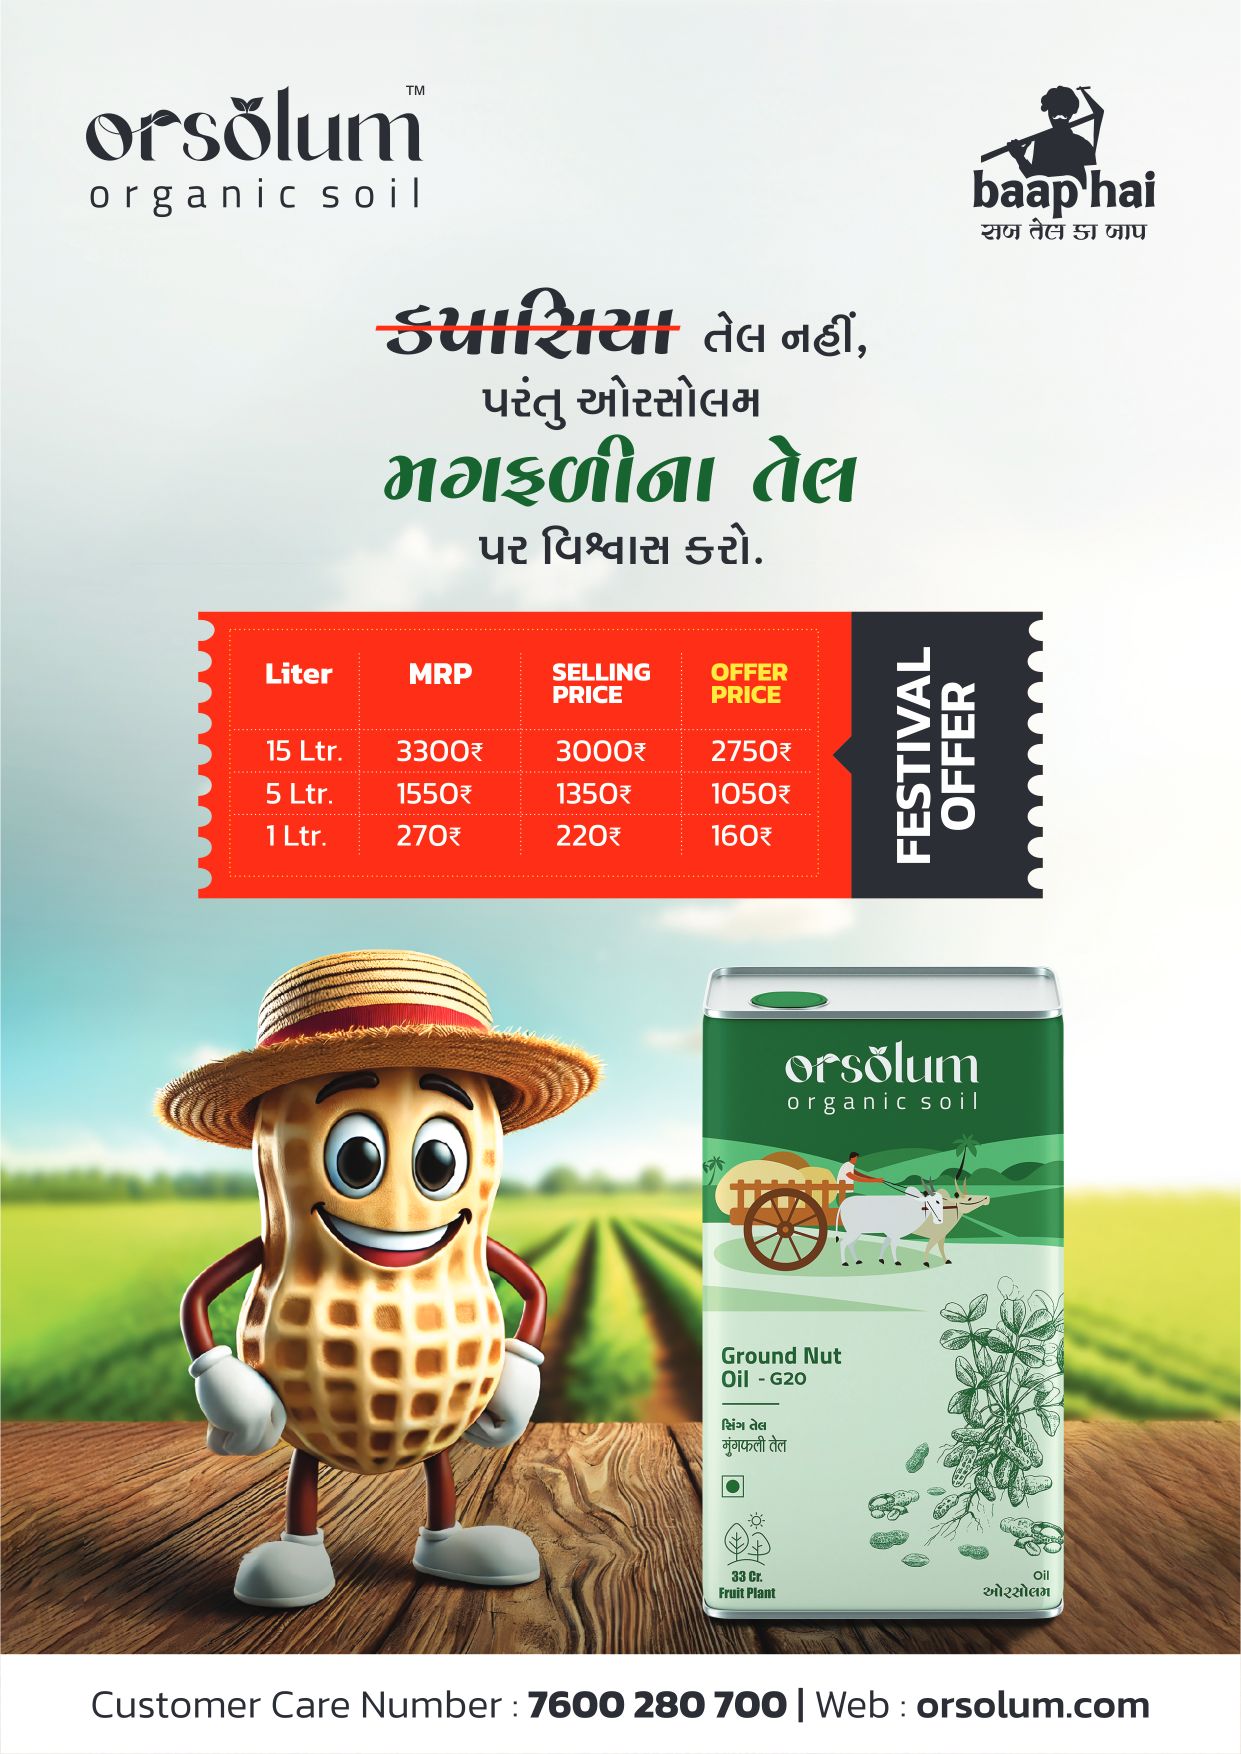 orsolum™
organic soil
baap hai
સબ તેલ કા બાપ
કપાસિયા તેલ નહીં,
પરંતુ ઓરસોલમ
મગફળીના તેલ
પર વિશ્વાસ કરો.
Liter MRP SELLING PRICE OFFER PRICE
15 Ltr. 3300₹ 3000₹ 2750₹
5 Ltr. 1550₹ 1350₹ 1050₹
1 Ltr. 270₹ 220₹ 160₹
FESTIVAL
OFFER
orsolum
organic soil
Ground Nut
Oil - G20
સિંગ તેલ
मुंगफली तेल
33 Cr.
Fruit Plant
Oil
ઓરસોલમ
Customer Care Number : 7600 280 700 | Web : orsolum.com